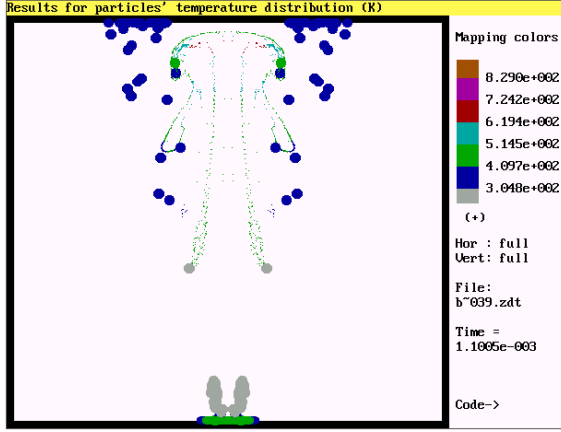 Results for particles' temperature distribution (K)
Mapping colors
8.290e+002
7.242e+002
6.194e+002
5.145e+002
4.097e+002
3.048e+002
(+)
Hor : full
Vert: full
File:
b~039.zdt
Time =
1.1005e-003
Code->